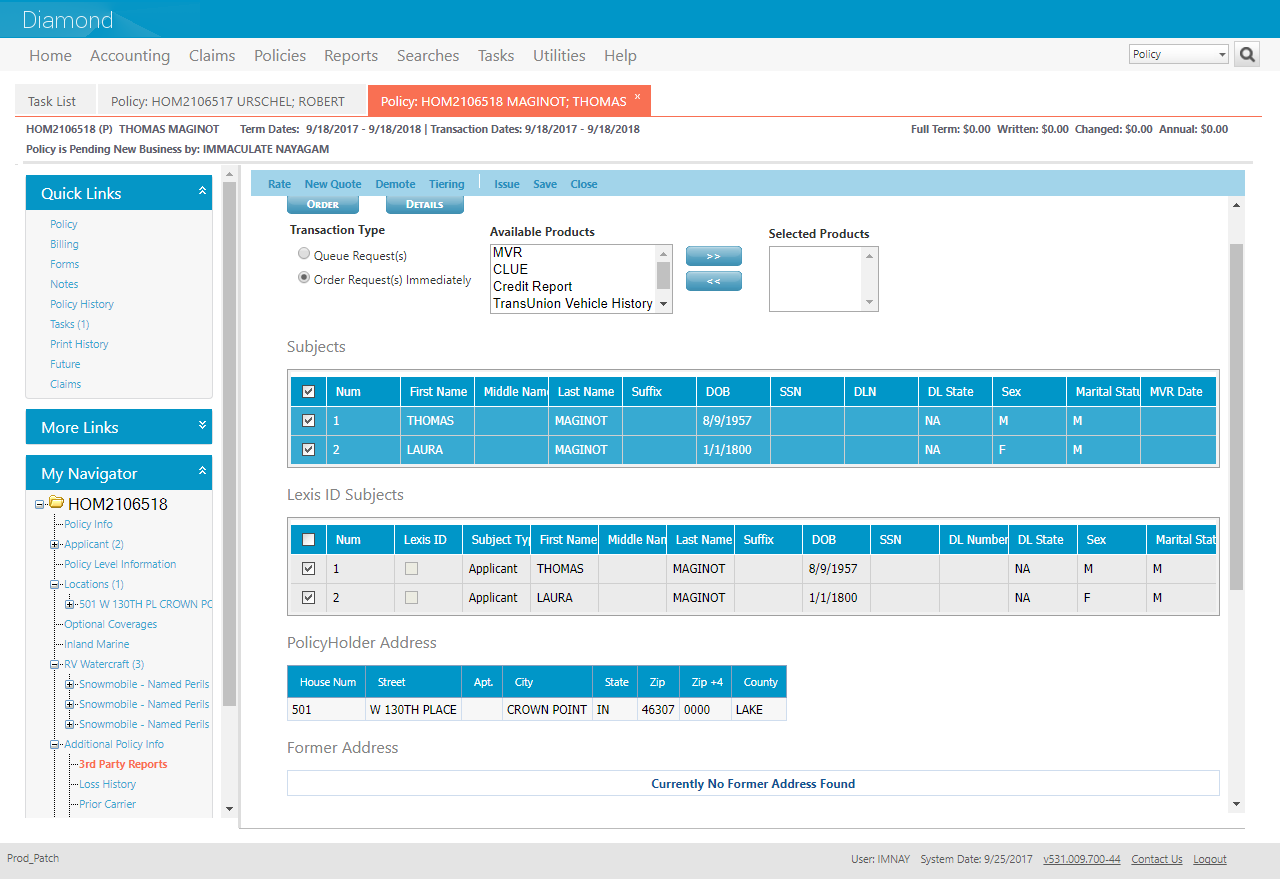 Diamond
Home Accounting Claims Policies Reports Searches Tasks Utilities Help Policy
Task List Policy: HOM2106517 URSCHEL; ROBERT Policy: HOM2106518 MAGINOT; THOMAS ×
HOM2106518 (P) THOMAS MAGINOT Term Dates: 9/18/2017 - 9/18/2018 | Transaction Dates: 9/18/2017 - 9/18/2018 Full Term: $0.00 Written: $0.00 Changed: $0.00 Annual: $0.00
Policy is Pending New Business by: IMMACULATE NAYAGAM
Quick Links
Policy
Billing
Forms
Notes
Policy History
Tasks (1)
Print History
Future
Claims
More Links
My Navigator
HOM2106518
Policy Info
Applicant (2)
Policy Level Information
Locations (1)
501 W 130TH PL CROWN PO
Optional Coverages
Inland Marine
RV Watercraft (3)
Snowmobile - Named Perils
Snowmobile - Named Perils
Snowmobile - Named Perils
Additional Policy Info
3rd Party Reports
Loss History
Prior Carrier
Rate New Quote Demote Tiering Issue Save Close
ORDER DETAILS
Transaction Type
Queue Request(s)
Order Request(s) Immediately
Available Products
MVR
CLUE
Credit Report
TransUnion Vehicle History
>>
<<
Selected Products
Subjects
Num First Name Middle Name Last Name Suffix DOB SSN DLN DL State Sex Marital Statu MVR Date
1 THOMAS MAGINOT 8/9/1957 NA M M
2 LAURA MAGINOT 1/1/1800 NA F M
Lexis ID Subjects
Num Lexis ID Subject Typ First Name Middle Nam Last Name Suffix DOB SSN DL Number DL State Sex Marital Stat
1 Applicant THOMAS MAGINOT 8/9/1957 NA M M
2 Applicant LAURA MAGINOT 1/1/1800 NA F M
PolicyHolder Address
House Num Street Apt. City State Zip Zip +4 County
501 W 130TH PLACE CROWN POINT IN 46307 0000 LAKE
Former Address
Currently No Former Address Found
Prod_Patch User: IMNAY System Date: 9/25/2017 v531.009.700-44 Contact Us Logout